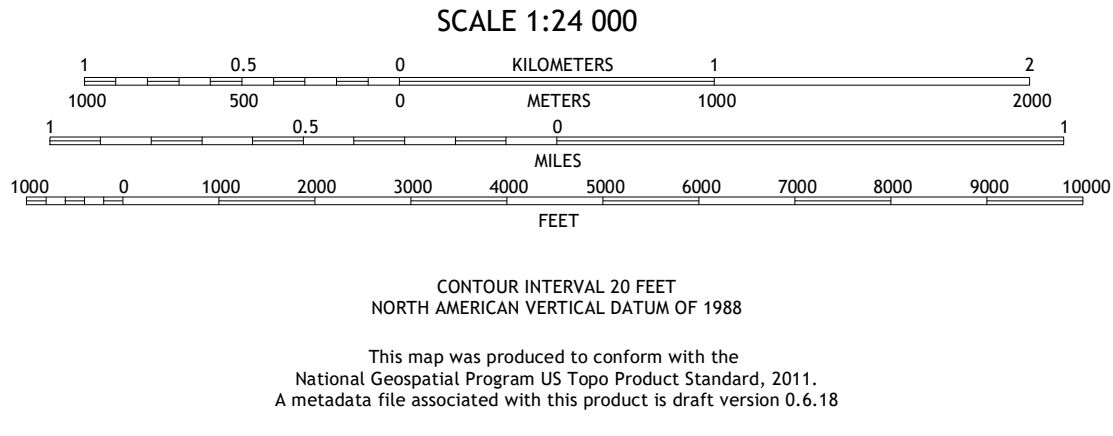 SCALE 1:24 000
1 0.5 0 KILOMETERS 1 2
1000 500 0 METERS 1000 2000
1 0.5 0 1
MILES
1000 0 1000 2000 3000 4000 5000 6000 7000 8000 9000 10000
FEET
CONTOUR INTERVAL 20 FEET
NORTH AMERICAN VERTICAL DATUM OF 1988
This map was produced to conform with the
National Geospatial Program US Topo Product Standard, 2011.
A metadata file associated with this product is draft version 0.6.18